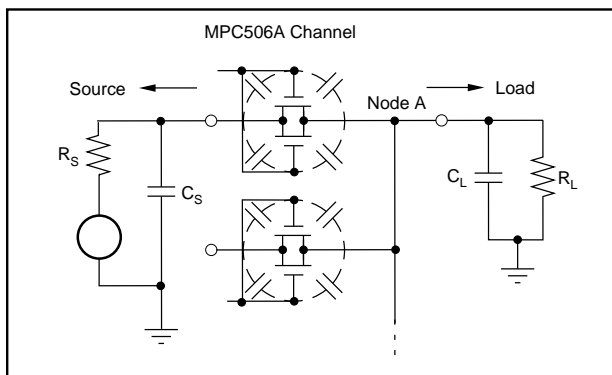 MPC506A Channel
Source
Load
Node A
R_S
C_S
C_L
R_L